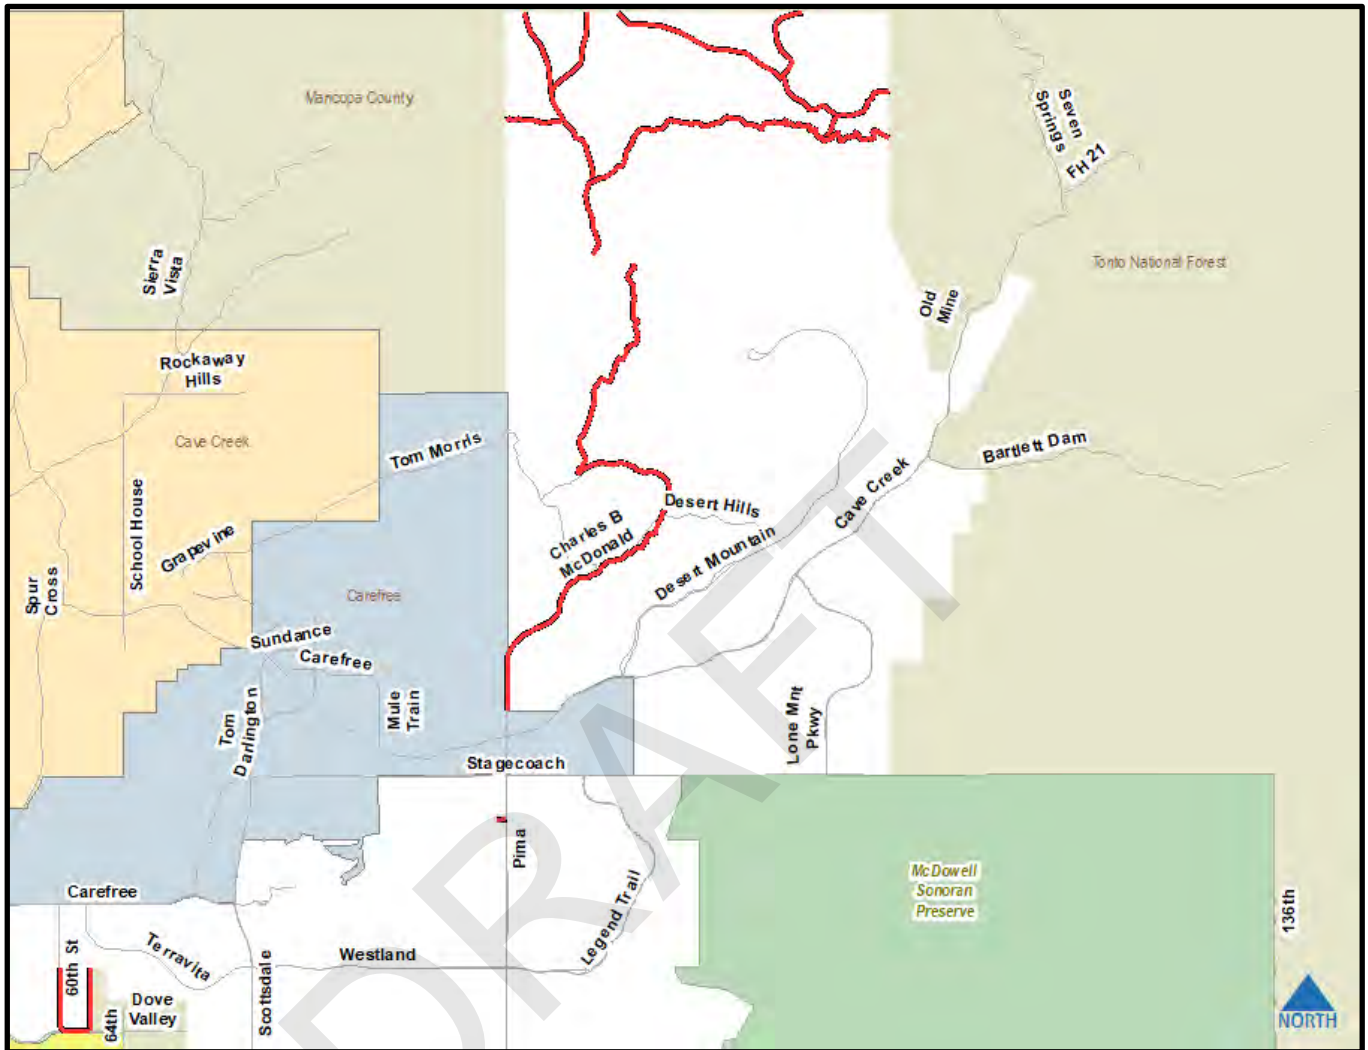 Maricopa County
Seven
Springs
FH 21
Sierra
Vista
Tonto National Forest
Old
Mine
Rockaway
Hills
Cave Creek
Tom Morris
Bartlett Dam
School House
Grapevine
Desert Hills
Cave Creek
Charles B
McDonald
Desert Mountain
Spur
Cross
Carefree
Sundance
Carefree
Tom
Darlington
Mule
Train
Lone Mnt
Pkwy
Stagecoach
Pima
McDowell
Sonoran
Preserve
Carefree
Legend Trail
136th
60th St
Terravita
Westland
Scottsdale
Dove
Valley
64th
NORTH
DRAFT